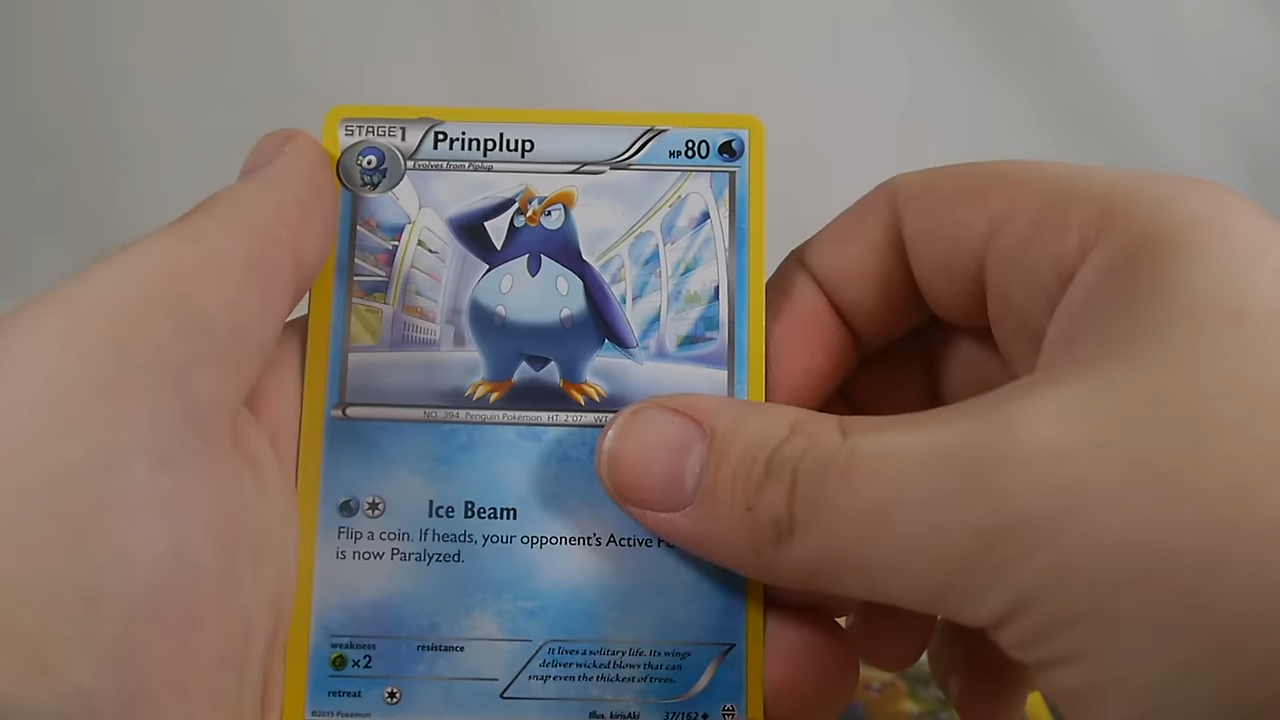 STAGE1 Prinplup HP80
Evolves from Piplup
NO. 394 Penguin Pokémon HT: 2'07" WT
Ice Beam
Flip a coin. If heads, your opponent's Active
is now Paralyzed.
weakness resistance
×2
It lives a solitary life. Its wings
deliver wicked blows that can
snap even the thickest of trees.
retreat
©2015 Pokémon Illus. kirisAki 37/162